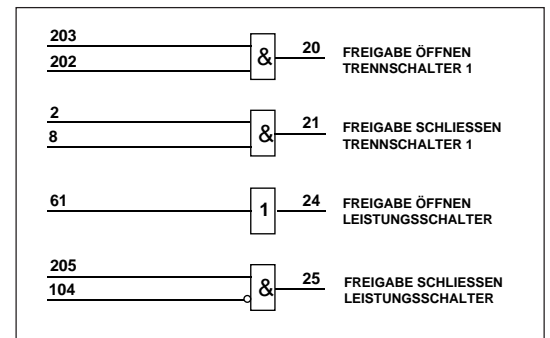 203
202
&
20
FREIGABE ÖFFNEN
TRENNSCHALTER 1
2
8
&
21
FREIGABE SCHLIESSEN
TRENNSCHALTER 1
61
1
24
FREIGABE ÖFFNEN
LEISTUNGSSCHALTER
205
104
&
25
FREIGABE SCHLIESSEN
LEISTUNGSSCHALTER